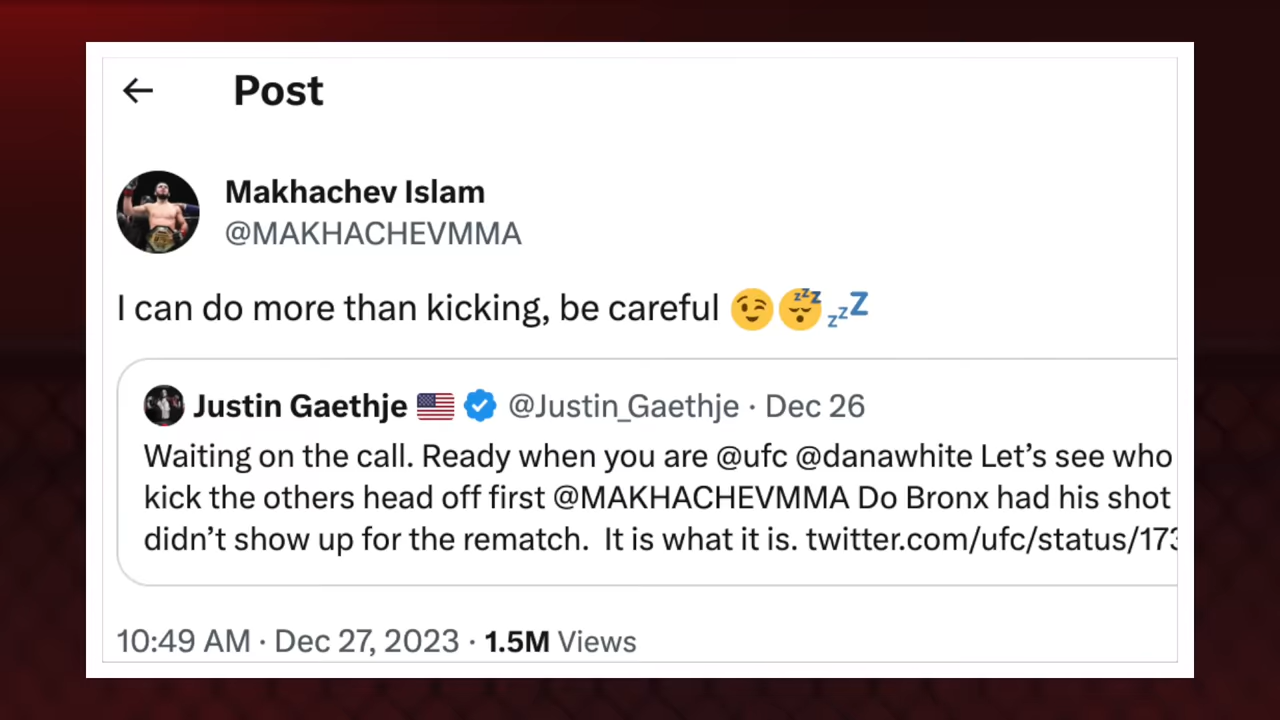 Post
Makhachev Islam
@MAKHACHEVMMA
I can do more than kicking, be careful 😉😴💤
Justin Gaethje 🇺🇸 @Justin_Gaethje · Dec 26
Waiting on the call. Ready when you are @ufc @danawhite Let’s see who
kick the others head off first @MAKHACHEVMMA Do Bronx had his shot
didn’t show up for the rematch.  It is what it is. twitter.com/ufc/status/173
10:49 AM · Dec 27, 2023 · 1.5M Views